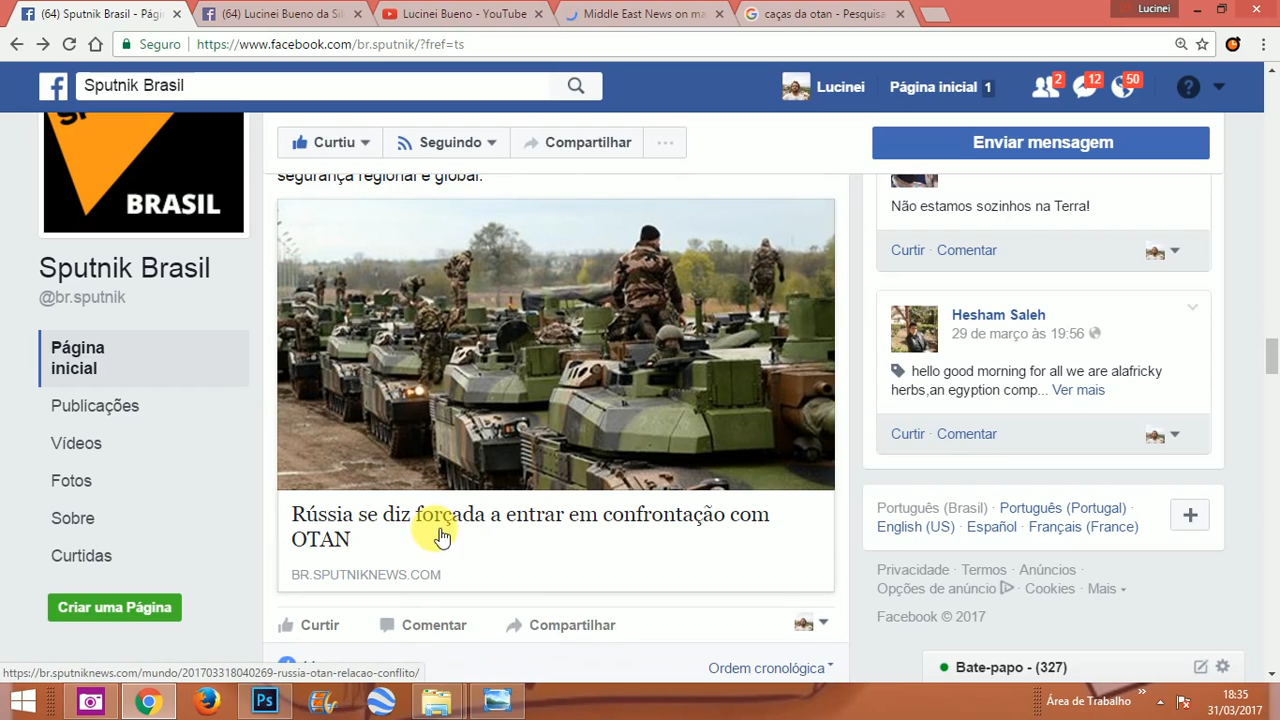 (64) Sputnik Brasil - Pági
(64) Lucinei Bueno da Sil
Lucinei Bueno - YouTube
Middle East News on ma
caças da otan - Pesquisa
Lucinei
Seguro
https://www.facebook.com/br.sputnik/?fref=ts
Sputnik Brasil
Lucinei
Página inicial 1
2
12
50
BRASIL
Curtiu
Seguindo
Compartilhar
Enviar mensagem
segurança regional e global.
Sputnik Brasil
@br.sputnik
Página
inicial
Publicações
Vídeos
Fotos
Sobre
Curtidas
Criar uma Página
Rússia se diz forçada a entrar em confrontação com
OTAN
BR.SPUTNIKNEWS.COM
Curtir
Comentar
Compartilhar
Ordem cronológica
Não estamos sozinhos na Terra!
Curtir · Comentar
Hesham Saleh
29 de março às 19:56
hello good morning for all we are alafricky
herbs,an egyption comp... Ver mais
Curtir · Comentar
Português (Brasil) · Português (Portugal) ·
English (US) · Español · Français (France)
Privacidade · Termos · Anúncios ·
Opções de anúncio · Cookies · Mais
Facebook © 2017
Bate-papo - (327)
https://br.sputniknews.com/mundo/201703318040269-russia-otan-relacao-conflito/
Ps
Área de Trabalho
18:35
31/03/2017